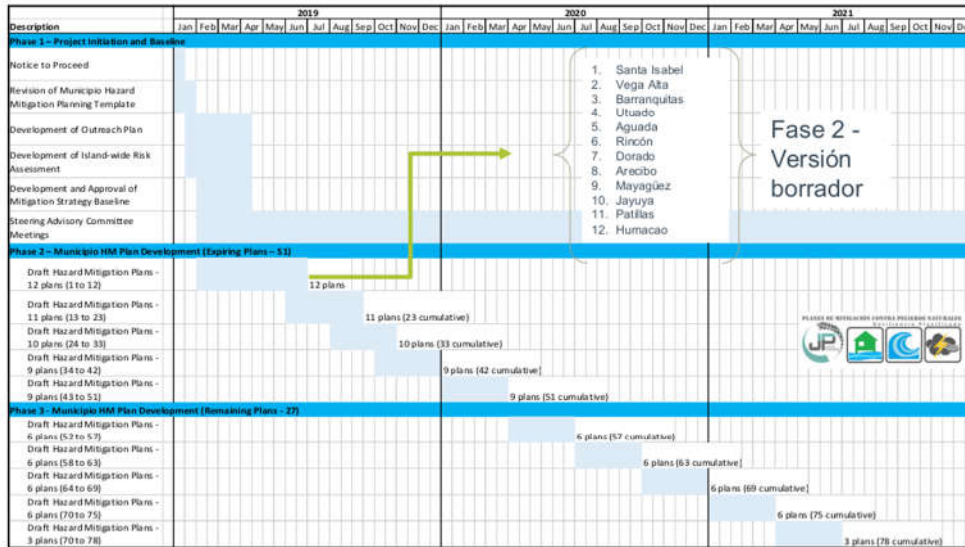 2019 2020 2021
Description Jan Feb Mar Apr May Jun Jul Aug Sep Oct Nov Dec Jan Feb Mar Apr May Jun Jul Aug Sep Oct Nov Dec Jan Feb Mar Apr May Jun Jul Aug Sep Oct Nov De
Phase 1 – Project Initiation and Baseline
Notice to Proceed
Revision of Municipio Hazard
Mitigation Planning Template
Development of Outreach Plan
Development of Island-wide Risk
Assessment
Development and Approval of
Mitigation Strategy Baseline
Steering Advisory Committee
Meetings
1. Santa Isabel
2. Vega Alta
3. Barranquitas
4. Utuado
5. Aguada
6. Rincón
7. Dorado
8. Arecibo
9. Mayagüez
10. Jayuya
11. Patillas
12. Humacao
Fase 2 -
Versión
borrador
Phase 2 – Municipio HM Plan Development (Expiring Plans – 51)
Draft Hazard Mitigation Plans -
12 plans (1 to 12)
12 plans
Draft Hazard Mitigation Plans -
11 plans (13 to 23)
11 plans (23 cumulative)
Draft Hazard Mitigation Plans -
10 plans (24 to 33)
10 plans (33 cumulative)
Draft Hazard Mitigation Plans -
9 plans (34 to 42)
9 plans (42 cumulative)
Draft Hazard Mitigation Plans -
9 plans (43 to 51)
9 plans (51 cumulative)
PLANES DE MITIGACIÓN CONTRA PELIGROS NATURALES
JP
Phase 3 - Municipio HM Plan Development (Remaining Plans - 27)
Draft Hazard Mitigation Plans -
6 plans (52 to 57)
6 plans (57 cumulative)
Draft Hazard Mitigation Plans -
6 plans (58 to 63)
6 plans (63 cumulative)
Draft Hazard Mitigation Plans -
6 plans (64 to 69)
6 plans (69 cumulative)
Draft Hazard Mitigation Plans -
6 plans (70 to 75)
6 plans (75 cumulative)
Draft Hazard Mitigation Plans -
3 plans (70 to 78)
3 plans (78 cumulative)